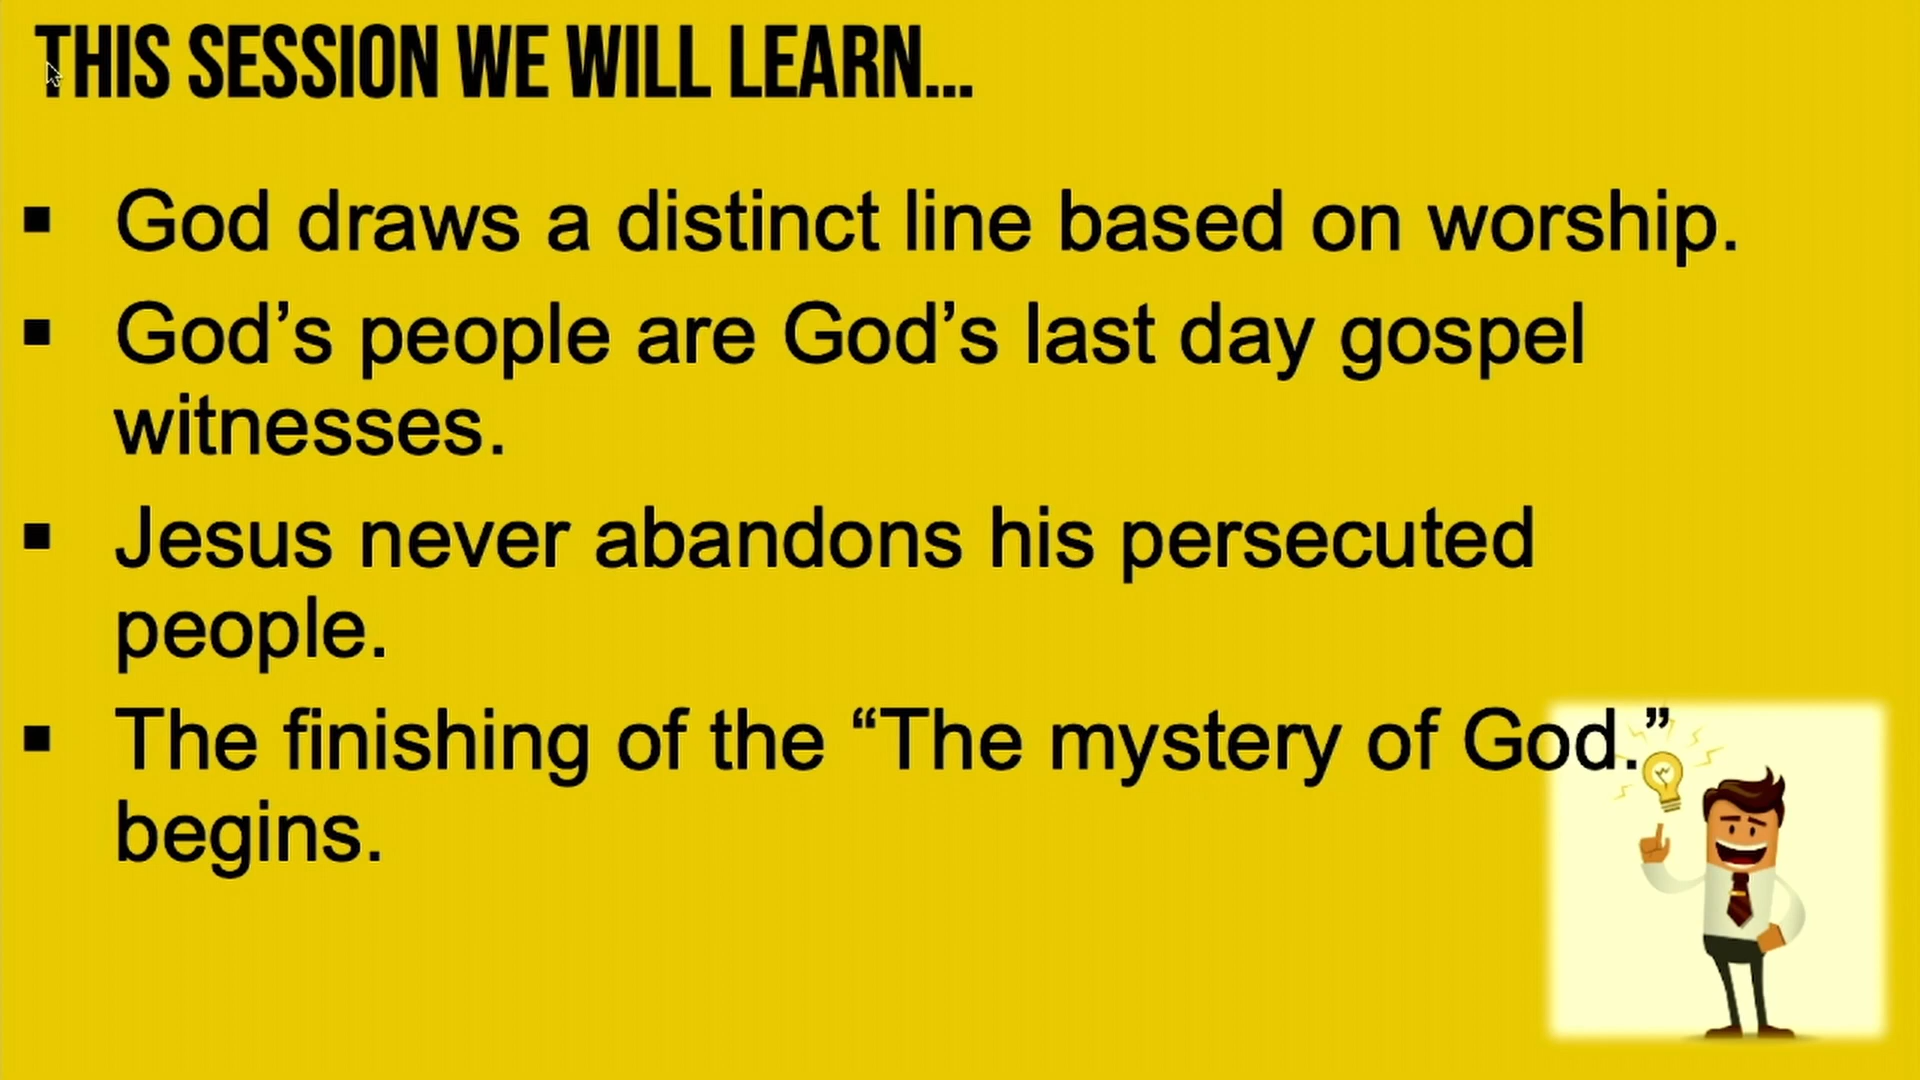 THIS SESSION WE WILL LEARN...
▪ God draws a distinct line based on worship.
▪ God’s people are God’s last day gospel
witnesses.
▪ Jesus never abandons his persecuted
people.
▪ The finishing of the “The mystery of God.”
begins.